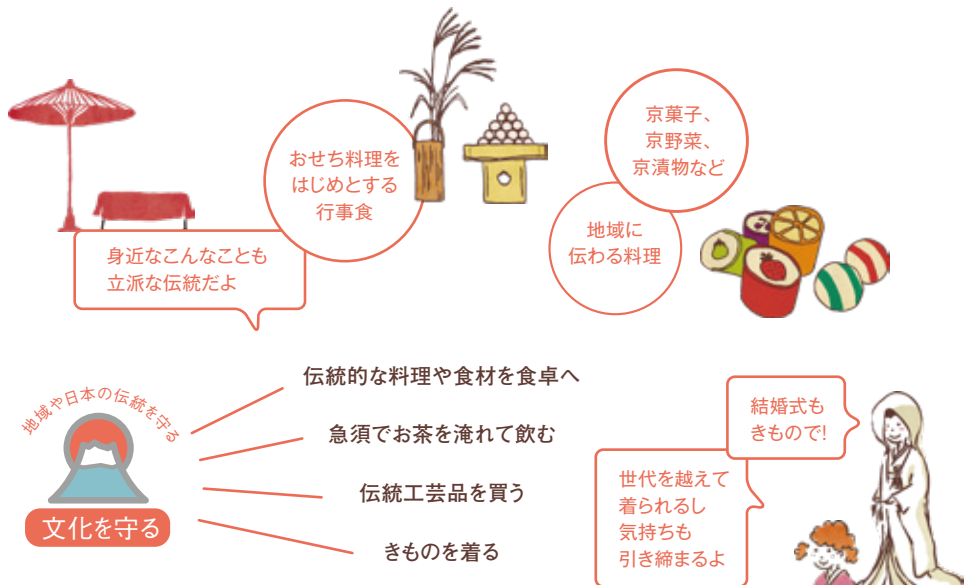 おせち料理を
はじめとする
行事食
京菓子、
京野菜、
京漬物など
地域に
伝わる料理
身近なこんなことも
立派な伝統だよ
地域や日本の伝統を守る
文化を守る
伝統的な料理や食材を食卓へ
急須でお茶を淹れて飲む
伝統工芸品を買う
きものを着る
結婚式も
きもので!
世代を越えて
着られるし
気持ちも
引き締まるよ